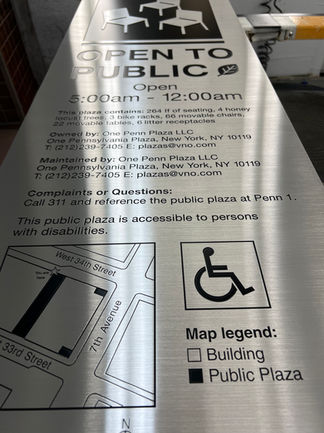 OPEN TO
PUBLIC
Open
5:00am - 12:00am
This plaza contains: 264 ft of seating, 4 honey
locust trees, 3 bike racks, 66 movable chairs,
22 movable tables, 6 litter receptacles
Owned by: One Penn Plaza LLC
One Pennsylvania Plaza, New York, NY 10119
T: (212)239-7405 E: plazas@vno.com
Maintained by: One Penn Plaza LLC
One Pennsylvania Plaza, New York, NY 10119
T: (212)239-7405 E: plazas@vno.com
Complaints or Questions:
Call 311 and reference the public plaza at Penn 1.
This public plaza is accessible to persons
with disabilities.
You are
here
West 34th Street
7th Avenue
33rd Street
Map legend:
Building
Public Plaza
N